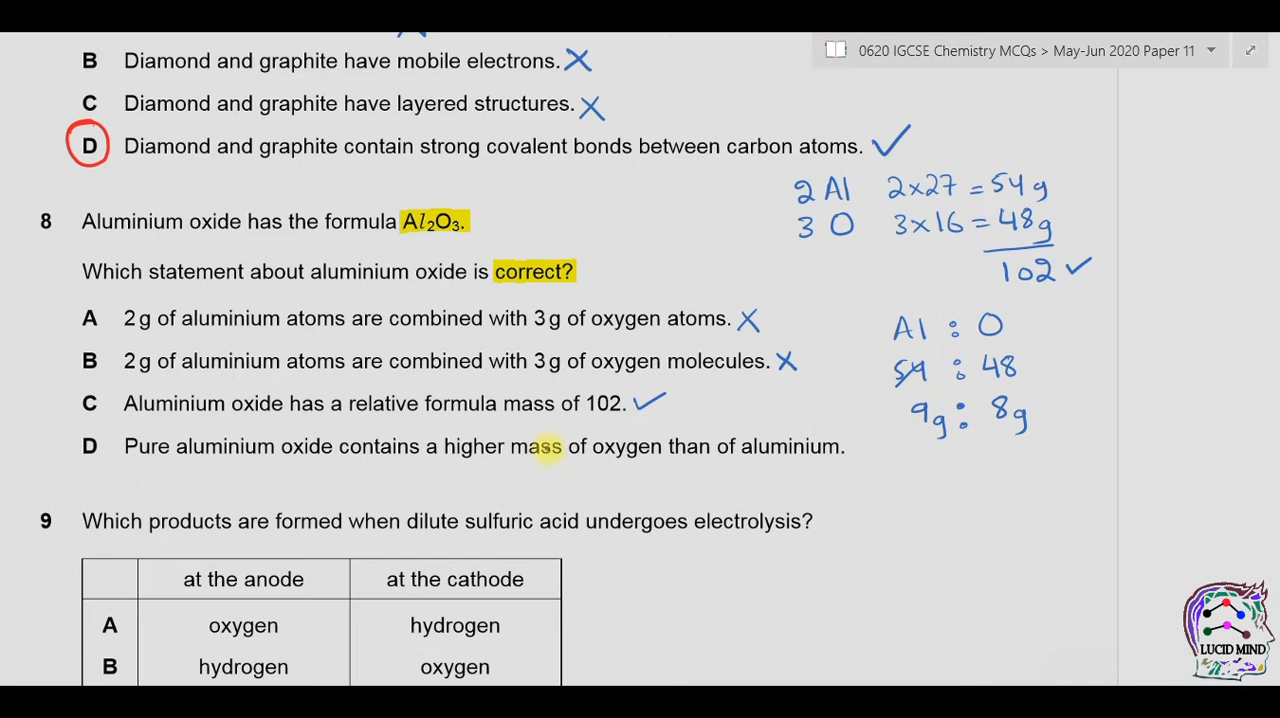 0620 IGCSE Chemistry MCQs > May-Jun 2020 Paper 11
B Diamond and graphite have mobile electrons. X
C Diamond and graphite have layered structures. X
D Diamond and graphite contain strong covalent bonds between carbon atoms. ✓
2 Al 2×27 = 54g
3 O 3×16 = 48g
102 ✓
8 Aluminium oxide has the formula Al₂O₃.
Which statement about aluminium oxide is correct?
A 2 g of aluminium atoms are combined with 3 g of oxygen atoms. X
B 2 g of aluminium atoms are combined with 3 g of oxygen molecules. X
C Aluminium oxide has a relative formula mass of 102. ✓
D Pure aluminium oxide contains a higher mass of oxygen than of aluminium.
Al : O
54 : 48
9g : 8g
9 Which products are formed when dilute sulfuric acid undergoes electrolysis?
at the anode at the cathode
A oxygen hydrogen
B hydrogen oxygen
LUCID MIND